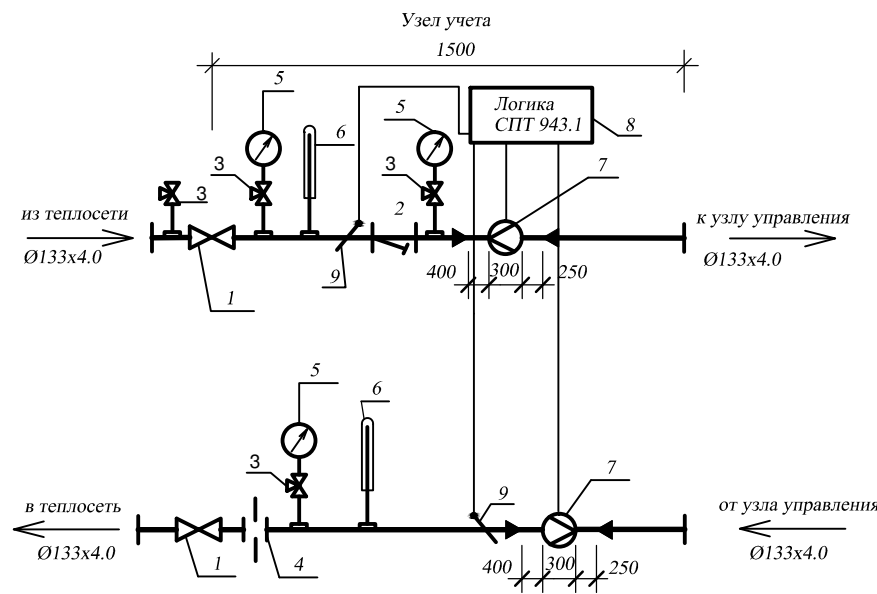 Узел учета
1500
5
6
5
Логика
СПТ 943.1
8
3
3
3
7
2
из теплосети
к узлу управления
Ø133x4.0
Ø133x4.0
400
300
250
1
9
5
6
3
9
7
в теплосеть
от узла управления
Ø133x4.0
Ø133x4.0
1
4
400
300
250